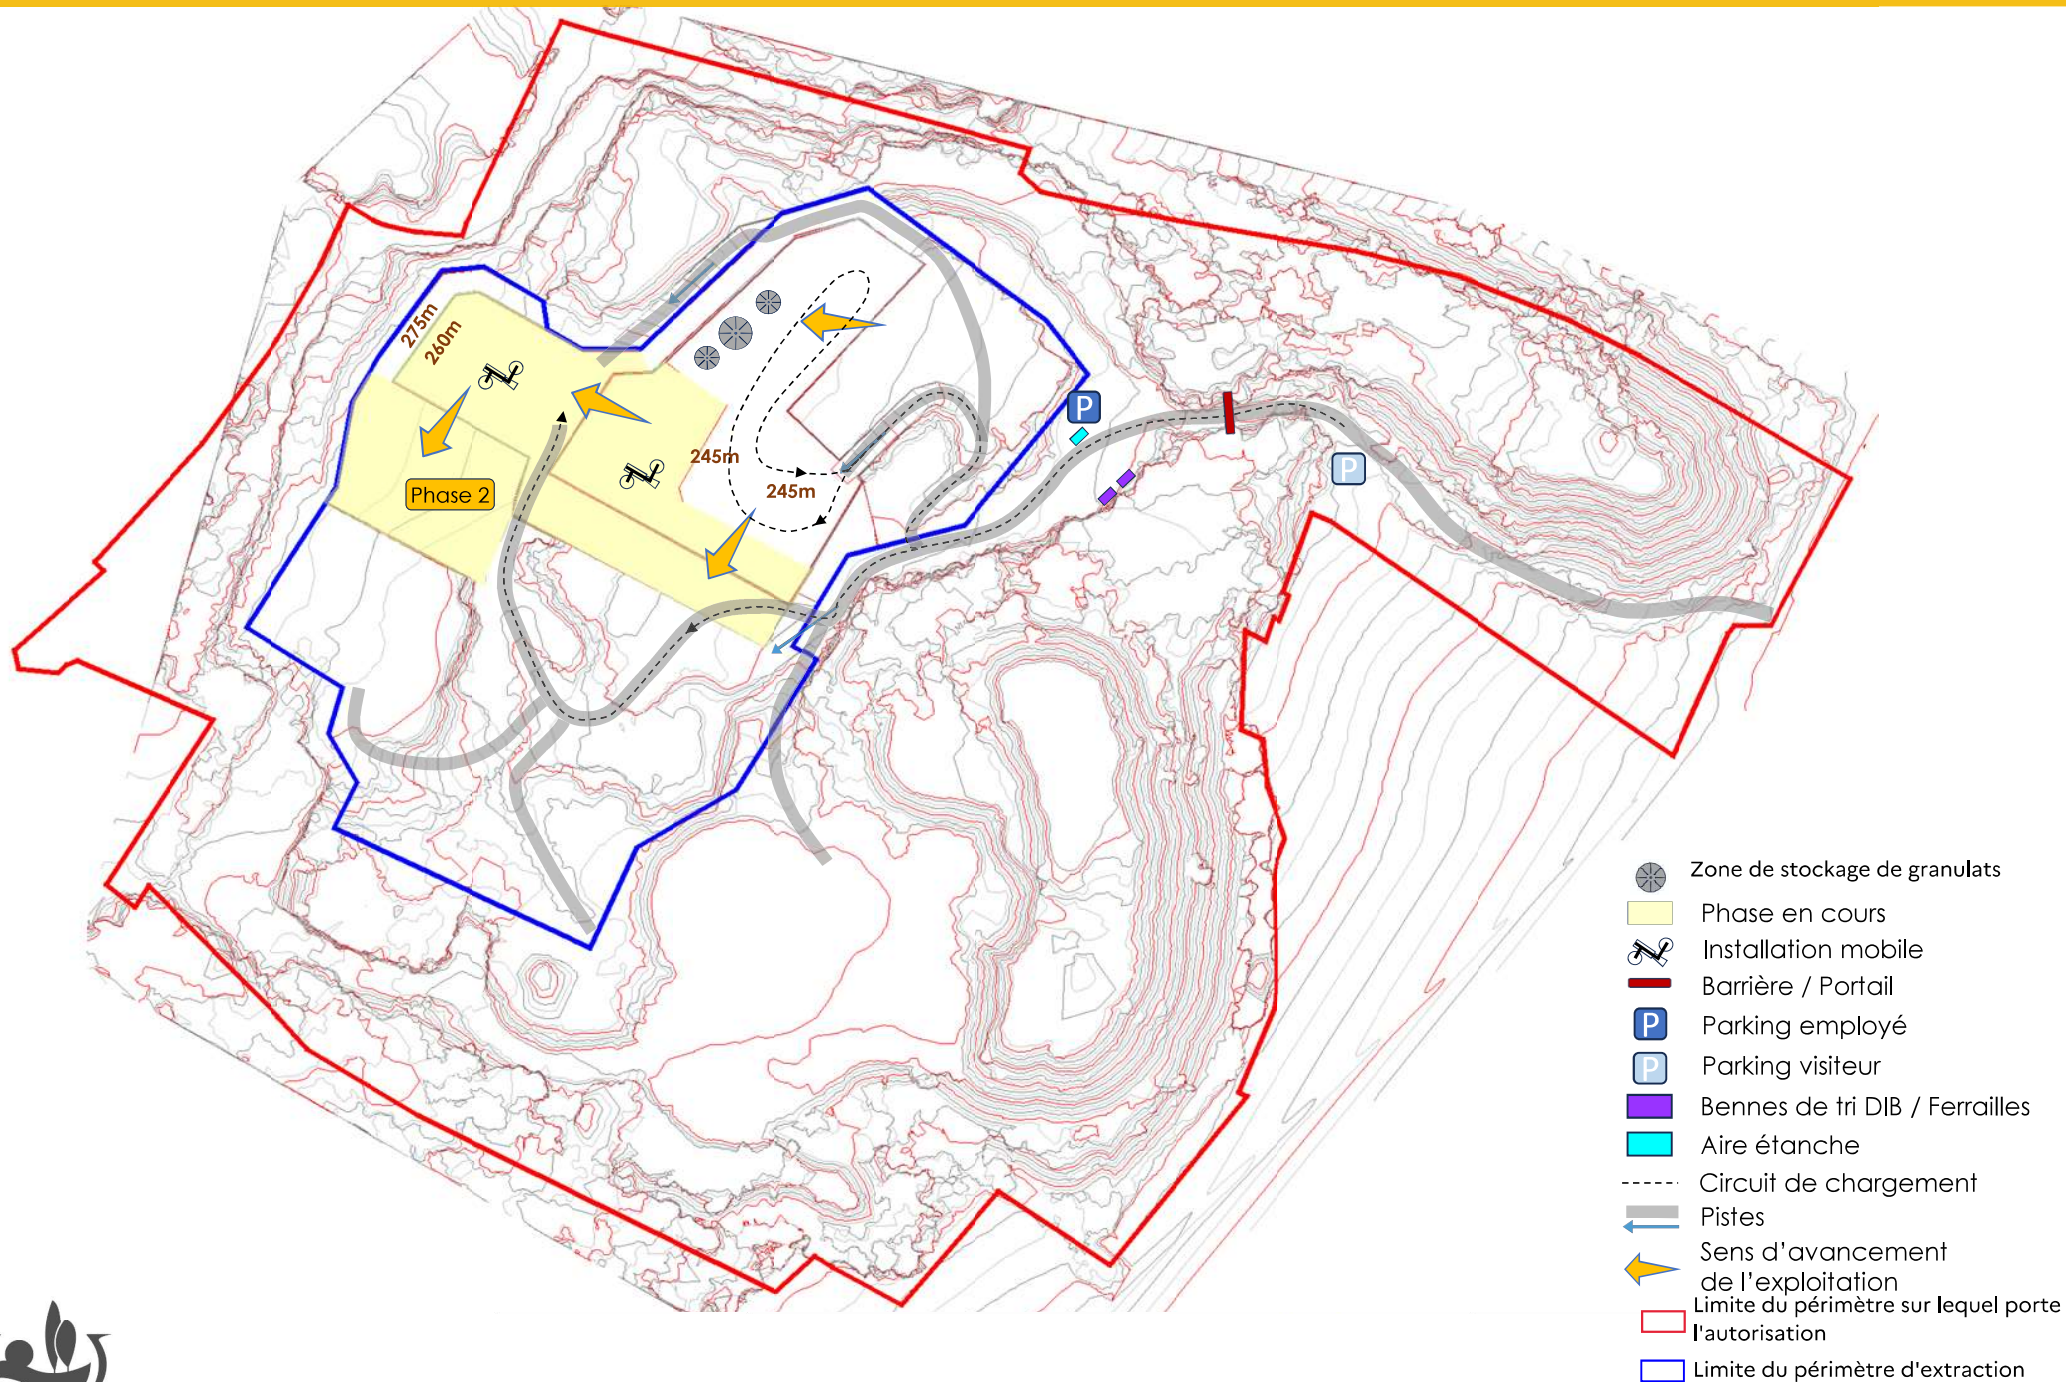 275m
260m
245m
245m
Phase 2
P
P
Zone de stockage de granulats
Phase en cours
Installation mobile
Barrière / Portail
P
Parking employé
P
Parking visiteur
Bennes de tri DIB / Ferrailles
Aire étanche
Circuit de chargement
Pistes
Sens d'avancement
de l'exploitation
Limite du périmètre sur lequel porte
l'autorisation
Limite du périmètre d'extraction